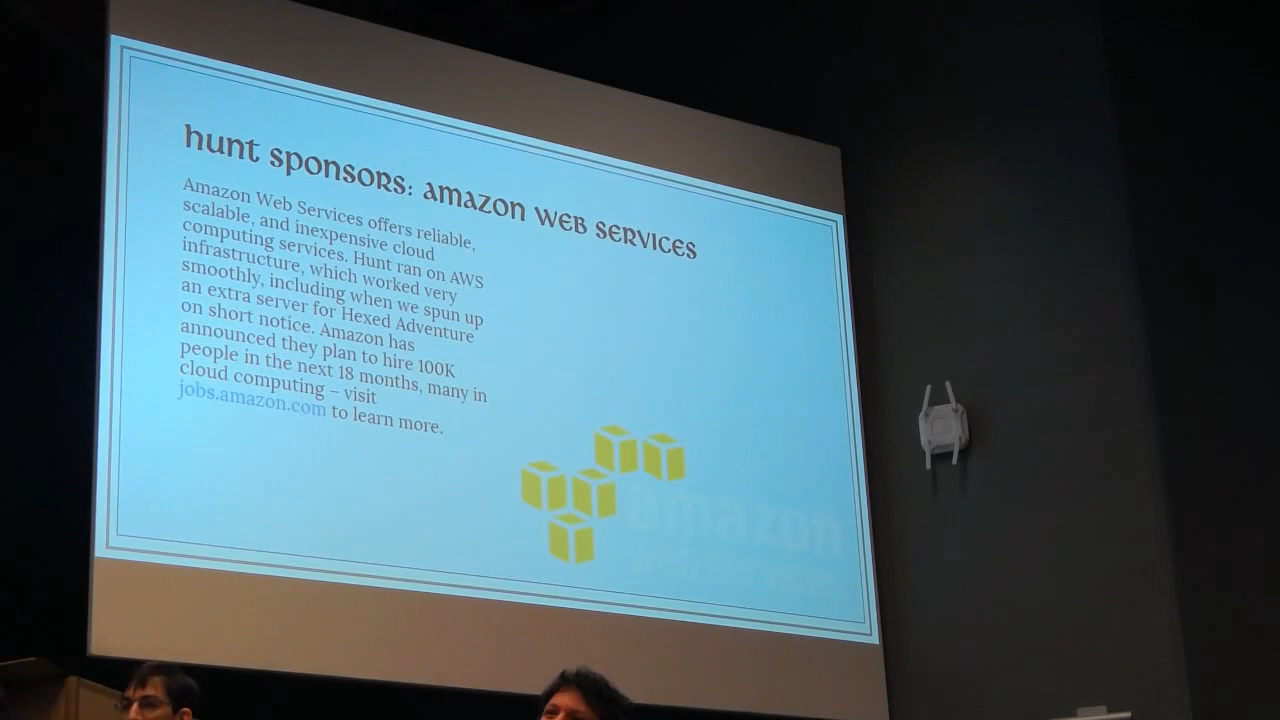 hunt sponsors: amazon web services
Amazon Web Services offers reliable,
scalable, and inexpensive cloud
computing services. Hunt ran on AWS
infrastructure, which worked very
smoothly, including when we spun up
an extra server for Hexed Adventure
on short notice. Amazon has
announced they plan to hire 100K
people in the next 18 months, many in
cloud computing – visit
jobs.amazon.com to learn more.
amazon